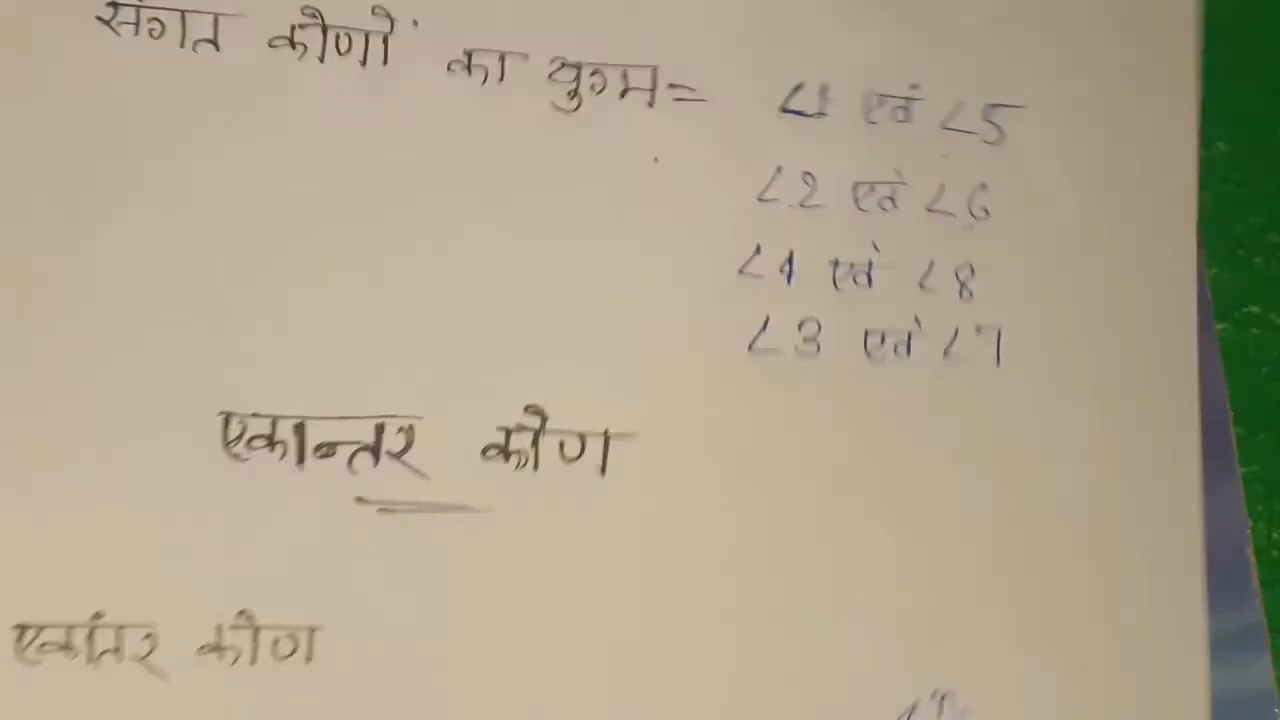 संगत कोणों का युग्म = ∠1 एवं ∠5
∠2 एवं ∠6
∠4 एवं ∠8
∠3 एवं ∠7
एकान्तर कोण
एकांतर कोण